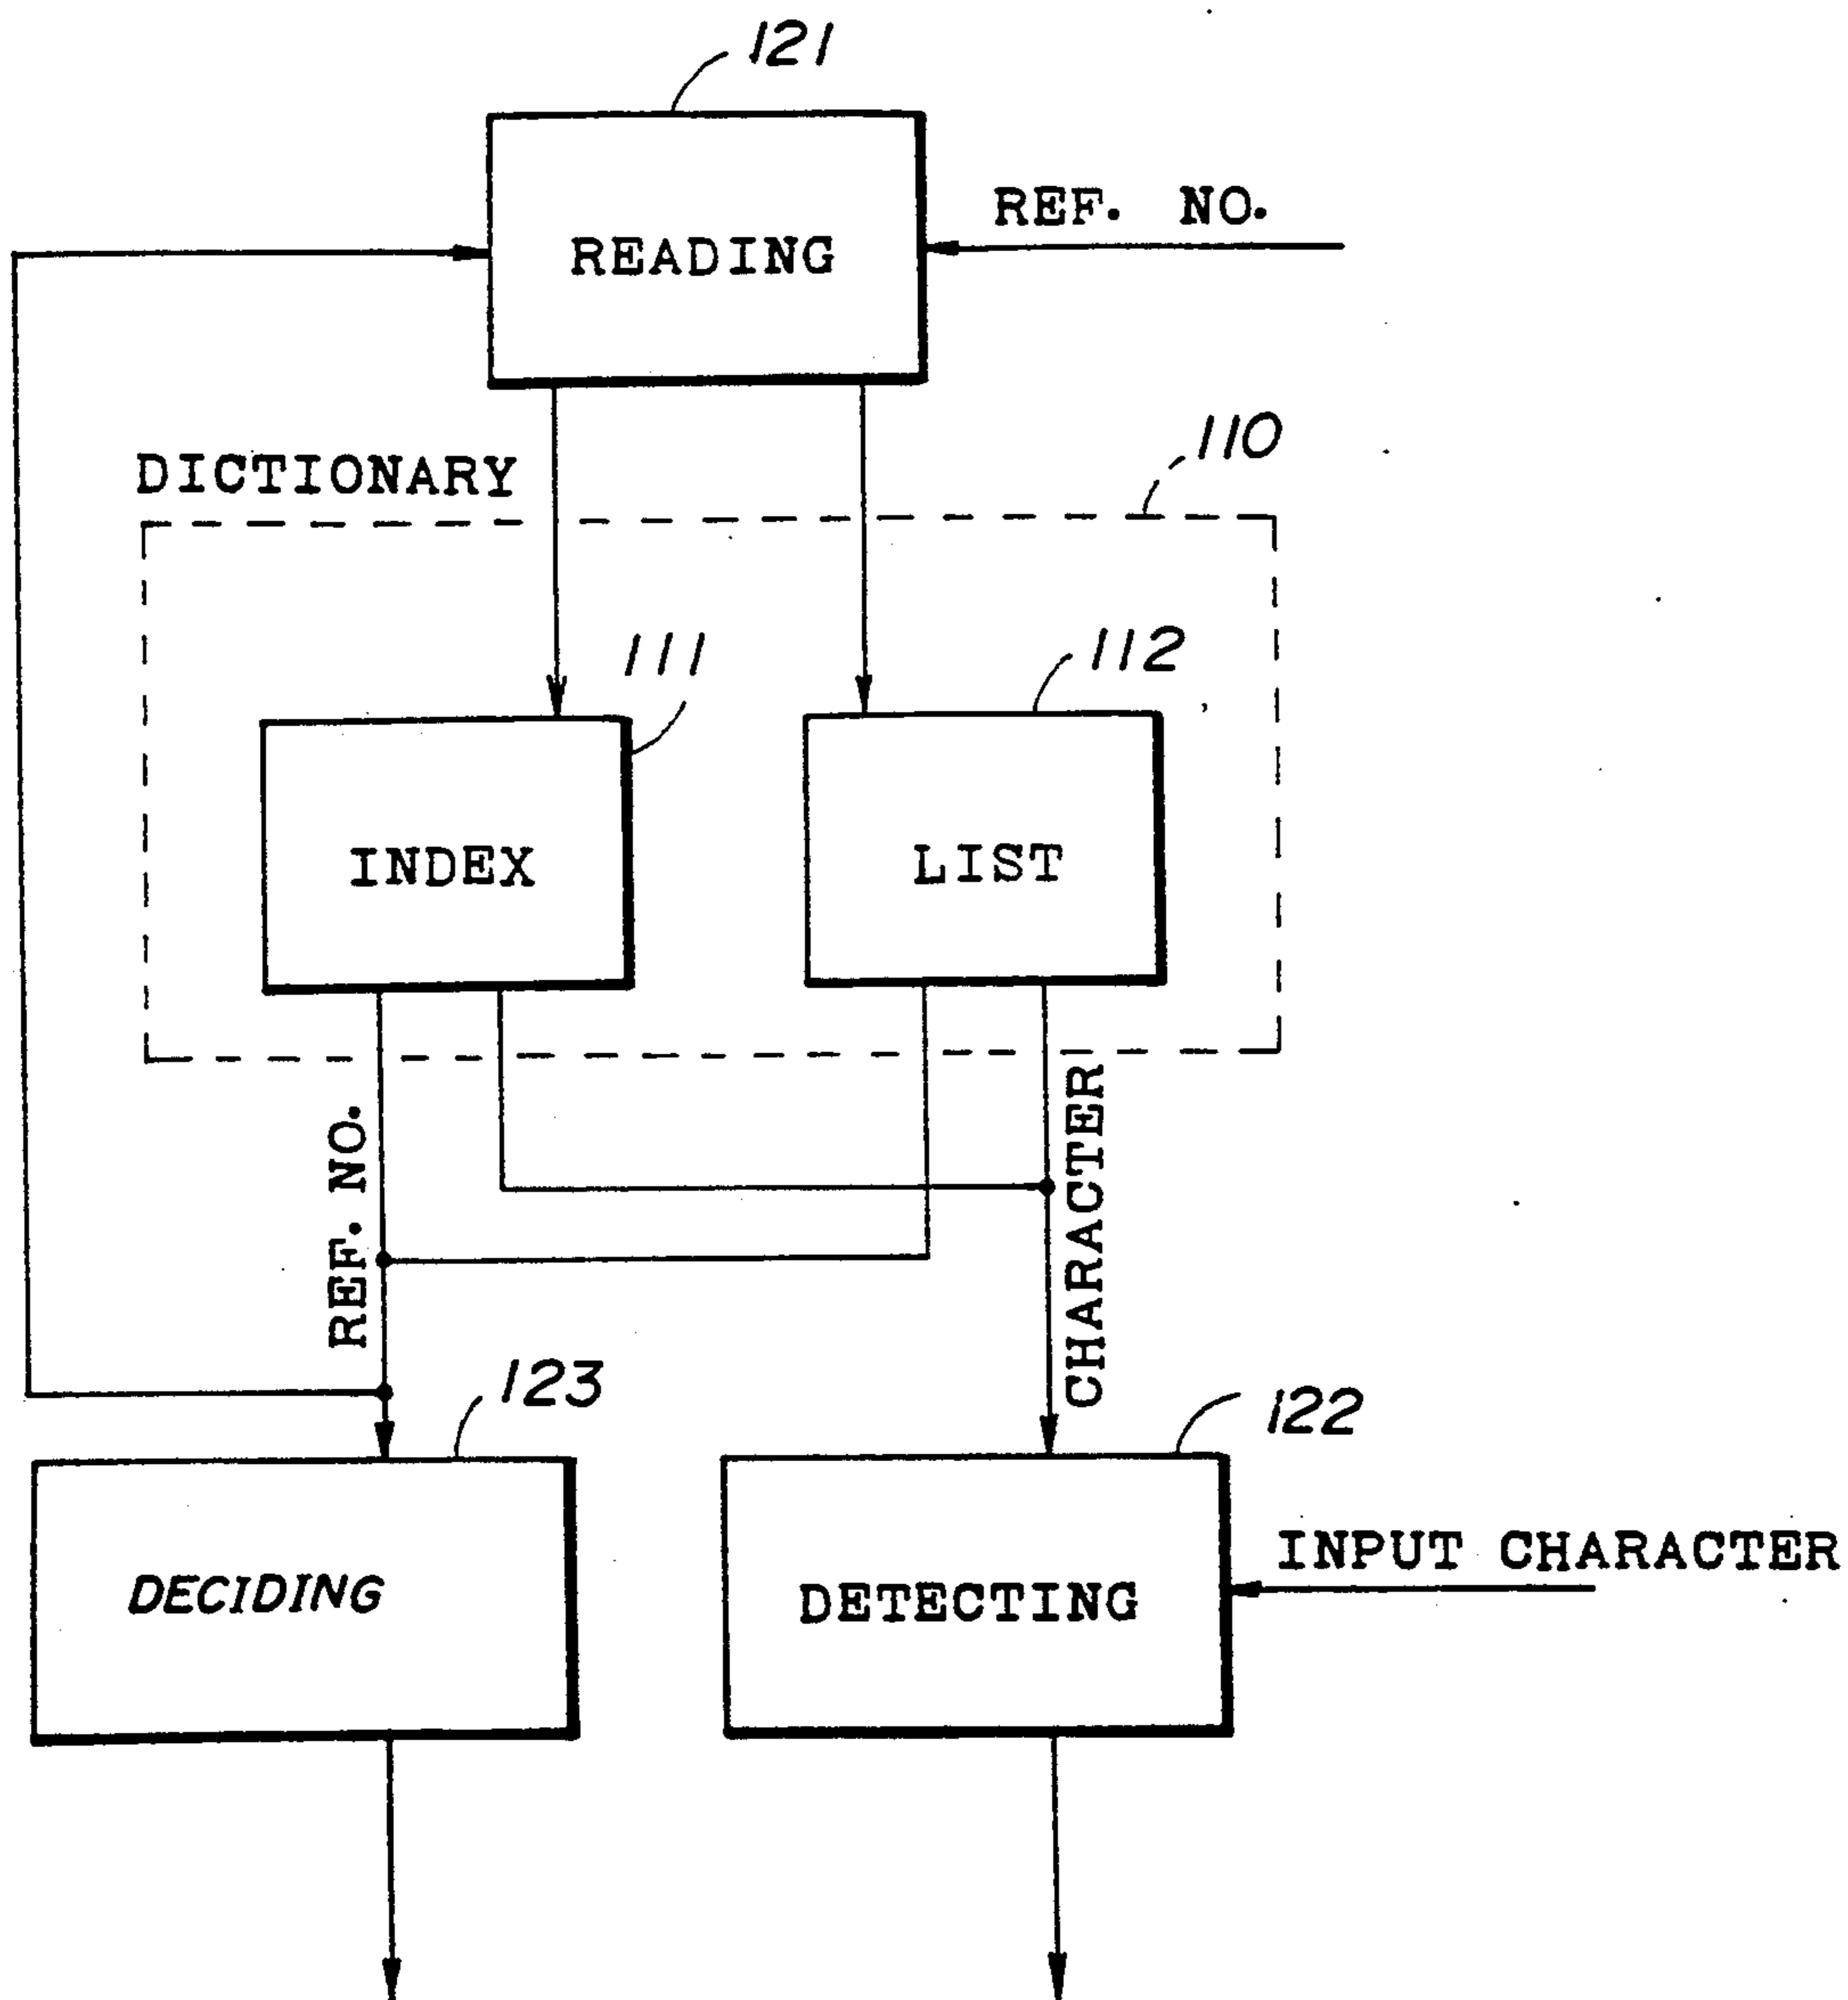 121
REF. NO.
READING
110
DICTIONARY
111
112
INDEX
LIST
REF. NO.
CHARACTER
123
122
INPUT CHARACTER
DECIDING
DETECTING